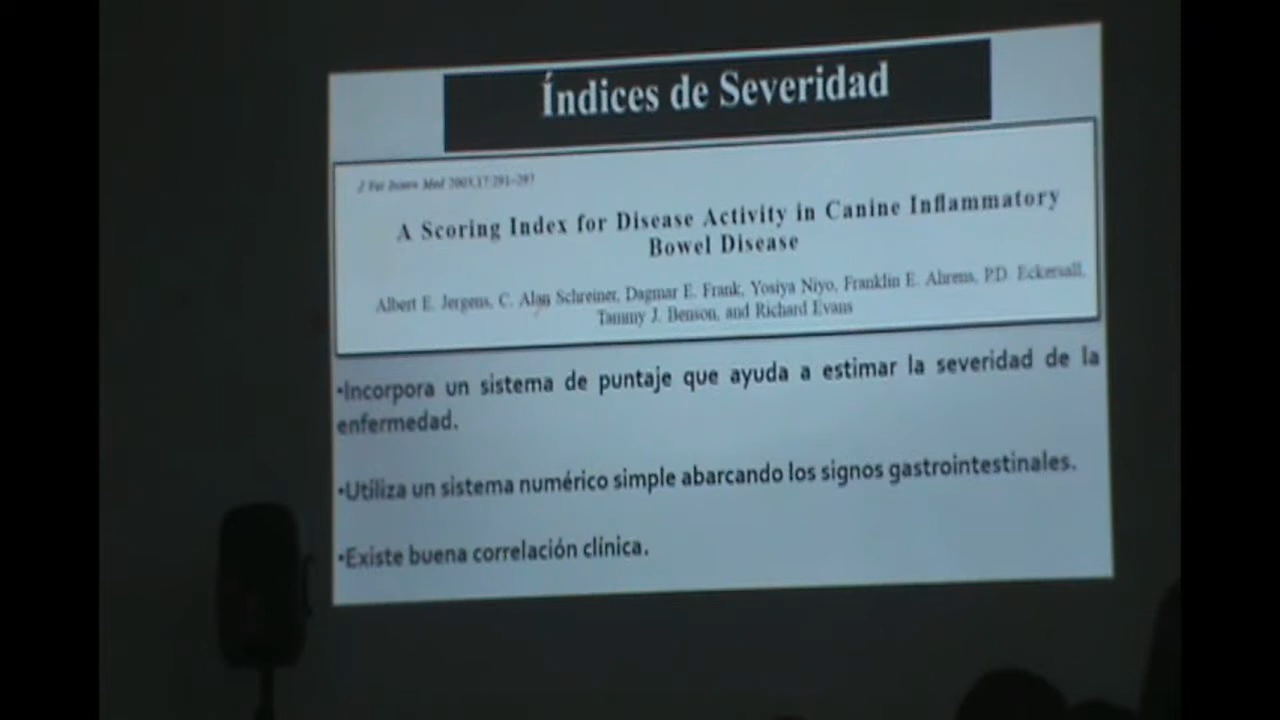 Índices de Severidad
J Vet Intern Med 2003;17:291–297
A Scoring Index for Disease Activity in Canine Inflammatory
Bowel Disease
Albert E. Jergens, C. Alan Schreiner, Dagmar E. Frank, Yosiya Niyo, Franklin E. Ahrens, P.D. Eckersall,
Tammy J. Benson, and Richard Evans
•Incorpora un sistema de puntaje que ayuda a estimar la severidad de la
enfermedad.
•Utiliza un sistema numérico simple abarcando los signos gastrointestinales.
•Existe buena correlación clínica.